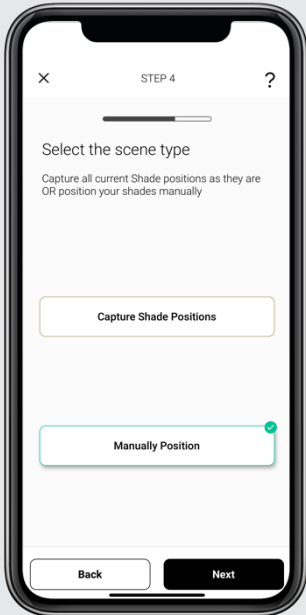 STEP 4 ?
Select the scene type
Capture all current Shade positions as they are
OR position your shades manually
Capture Shade Positions
Manually Position
Back Next